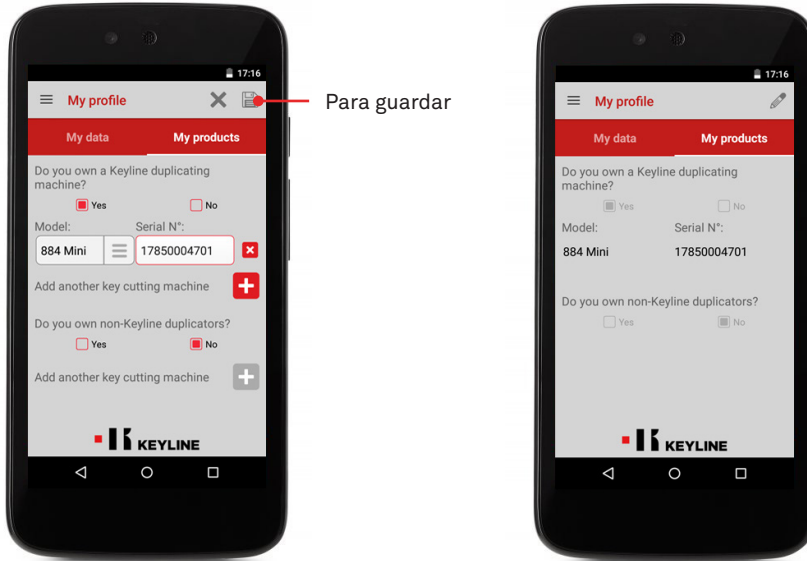 17:16
My profile
Para guardar
My data My products
Do you own a Keyline duplicating
machine?
Yes No
Model: Serial N°:
884 Mini 17850004701
Add another key cutting machine
Do you own non-Keyline duplicators?
Yes No
Add another key cutting machine
KEYLINE
17:16
My profile
My data My products
Do you own a Keyline duplicating
machine?
Yes No
Model: Serial N°:
884 Mini 17850004701
Do you own non-Keyline duplicators?
Yes No
KEYLINE